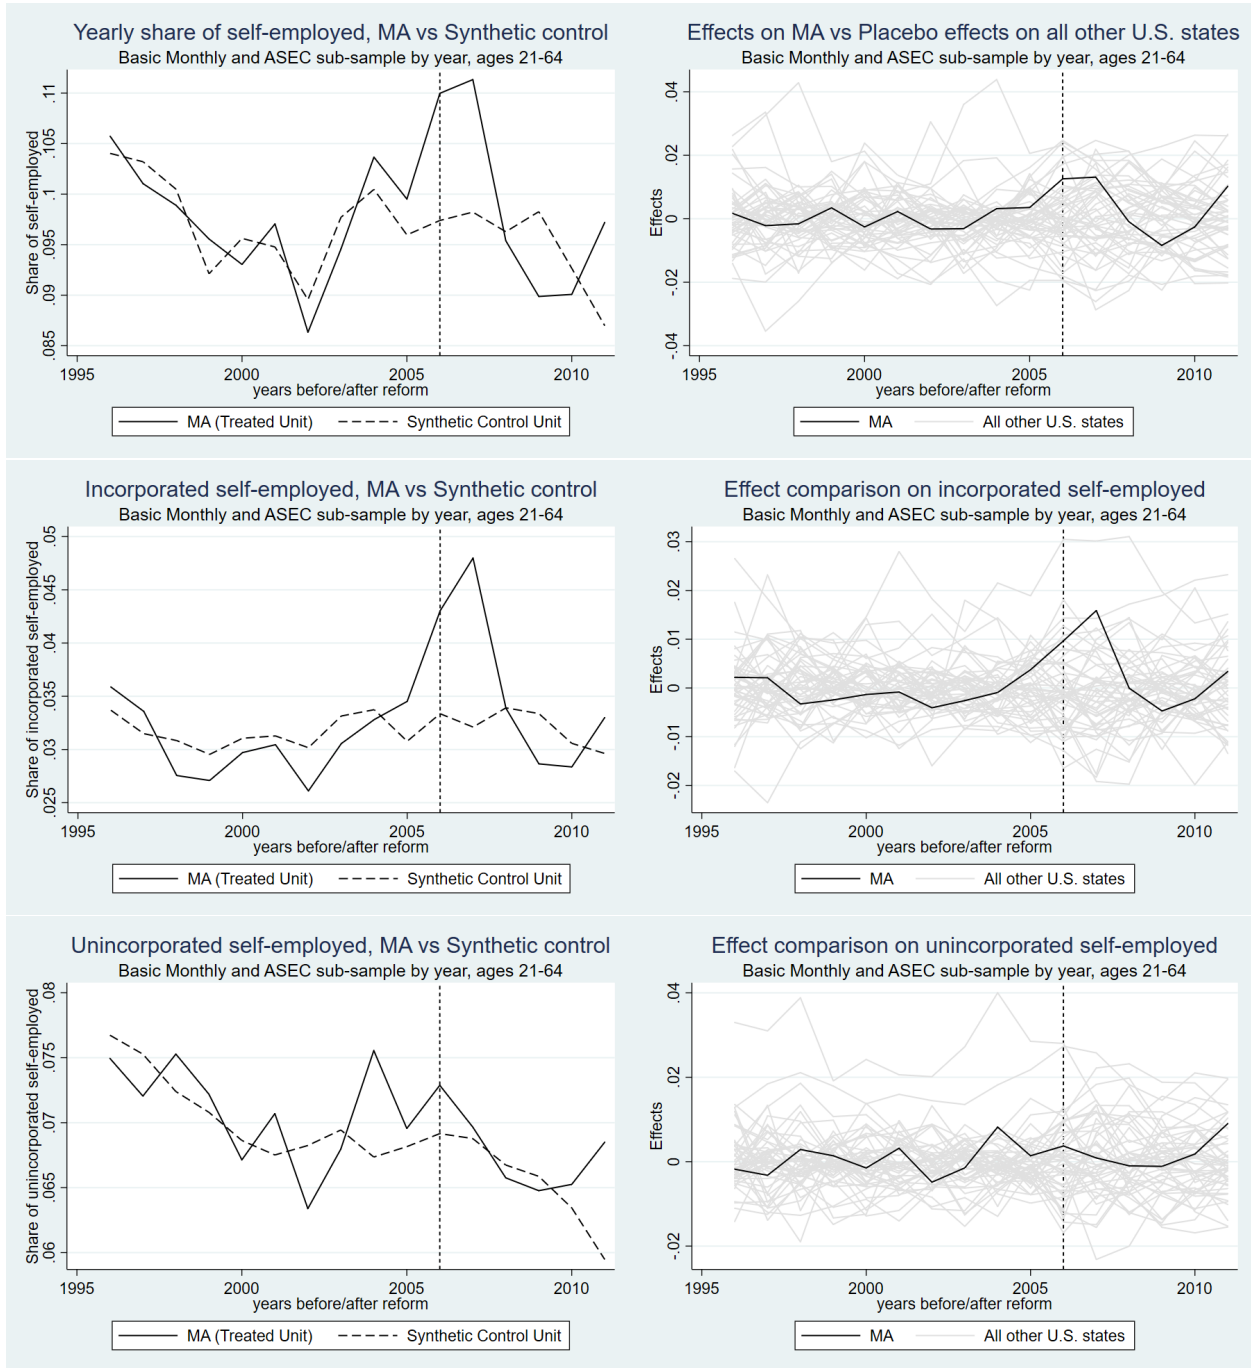 Yearly share of self-employed, MA vs Synthetic control
Basic Monthly and ASEC sub-sample by year, ages 21-64
Share of self-employed
.11
.105
.1
.095
.09
.085
1995
2000
2005
2010
years before/after reform
MA (Treated Unit)
Synthetic Control Unit
Effects on MA vs Placebo effects on all other U.S. states
Basic Monthly and ASEC sub-sample by year, ages 21-64
Effects
.04
.02
0
-.02
-.04
1995
2000
2005
2010
years before/after reform
MA
All other U.S. states
Incorporated self-employed, MA vs Synthetic control
Basic Monthly and ASEC sub-sample by year, ages 21-64
Share of incorporated self-employed
.05
.045
.04
.035
.03
.025
1995
2000
2005
2010
years before/after reform
MA (Treated Unit)
Synthetic Control Unit
Effect comparison on incorporated self-employed
Basic Monthly and ASEC sub-sample by year, ages 21-64
Effects
.03
.02
.01
0
-.01
-.02
1995
2000
2005
2010
years before/after reform
MA
All other U.S. states
Unincorporated self-employed, MA vs Synthetic control
Basic Monthly and ASEC sub-sample by year, ages 21-64
Share of unincorporated self-employed
.08
.075
.07
.065
.06
1995
2000
2005
2010
years before/after reform
MA (Treated Unit)
Synthetic Control Unit
Effect comparison on unincorporated self-employed
Basic Monthly and ASEC sub-sample by year, ages 21-64
Effects
.04
.02
0
-.02
1995
2000
2005
2010
years before/after reform
MA
All other U.S. states